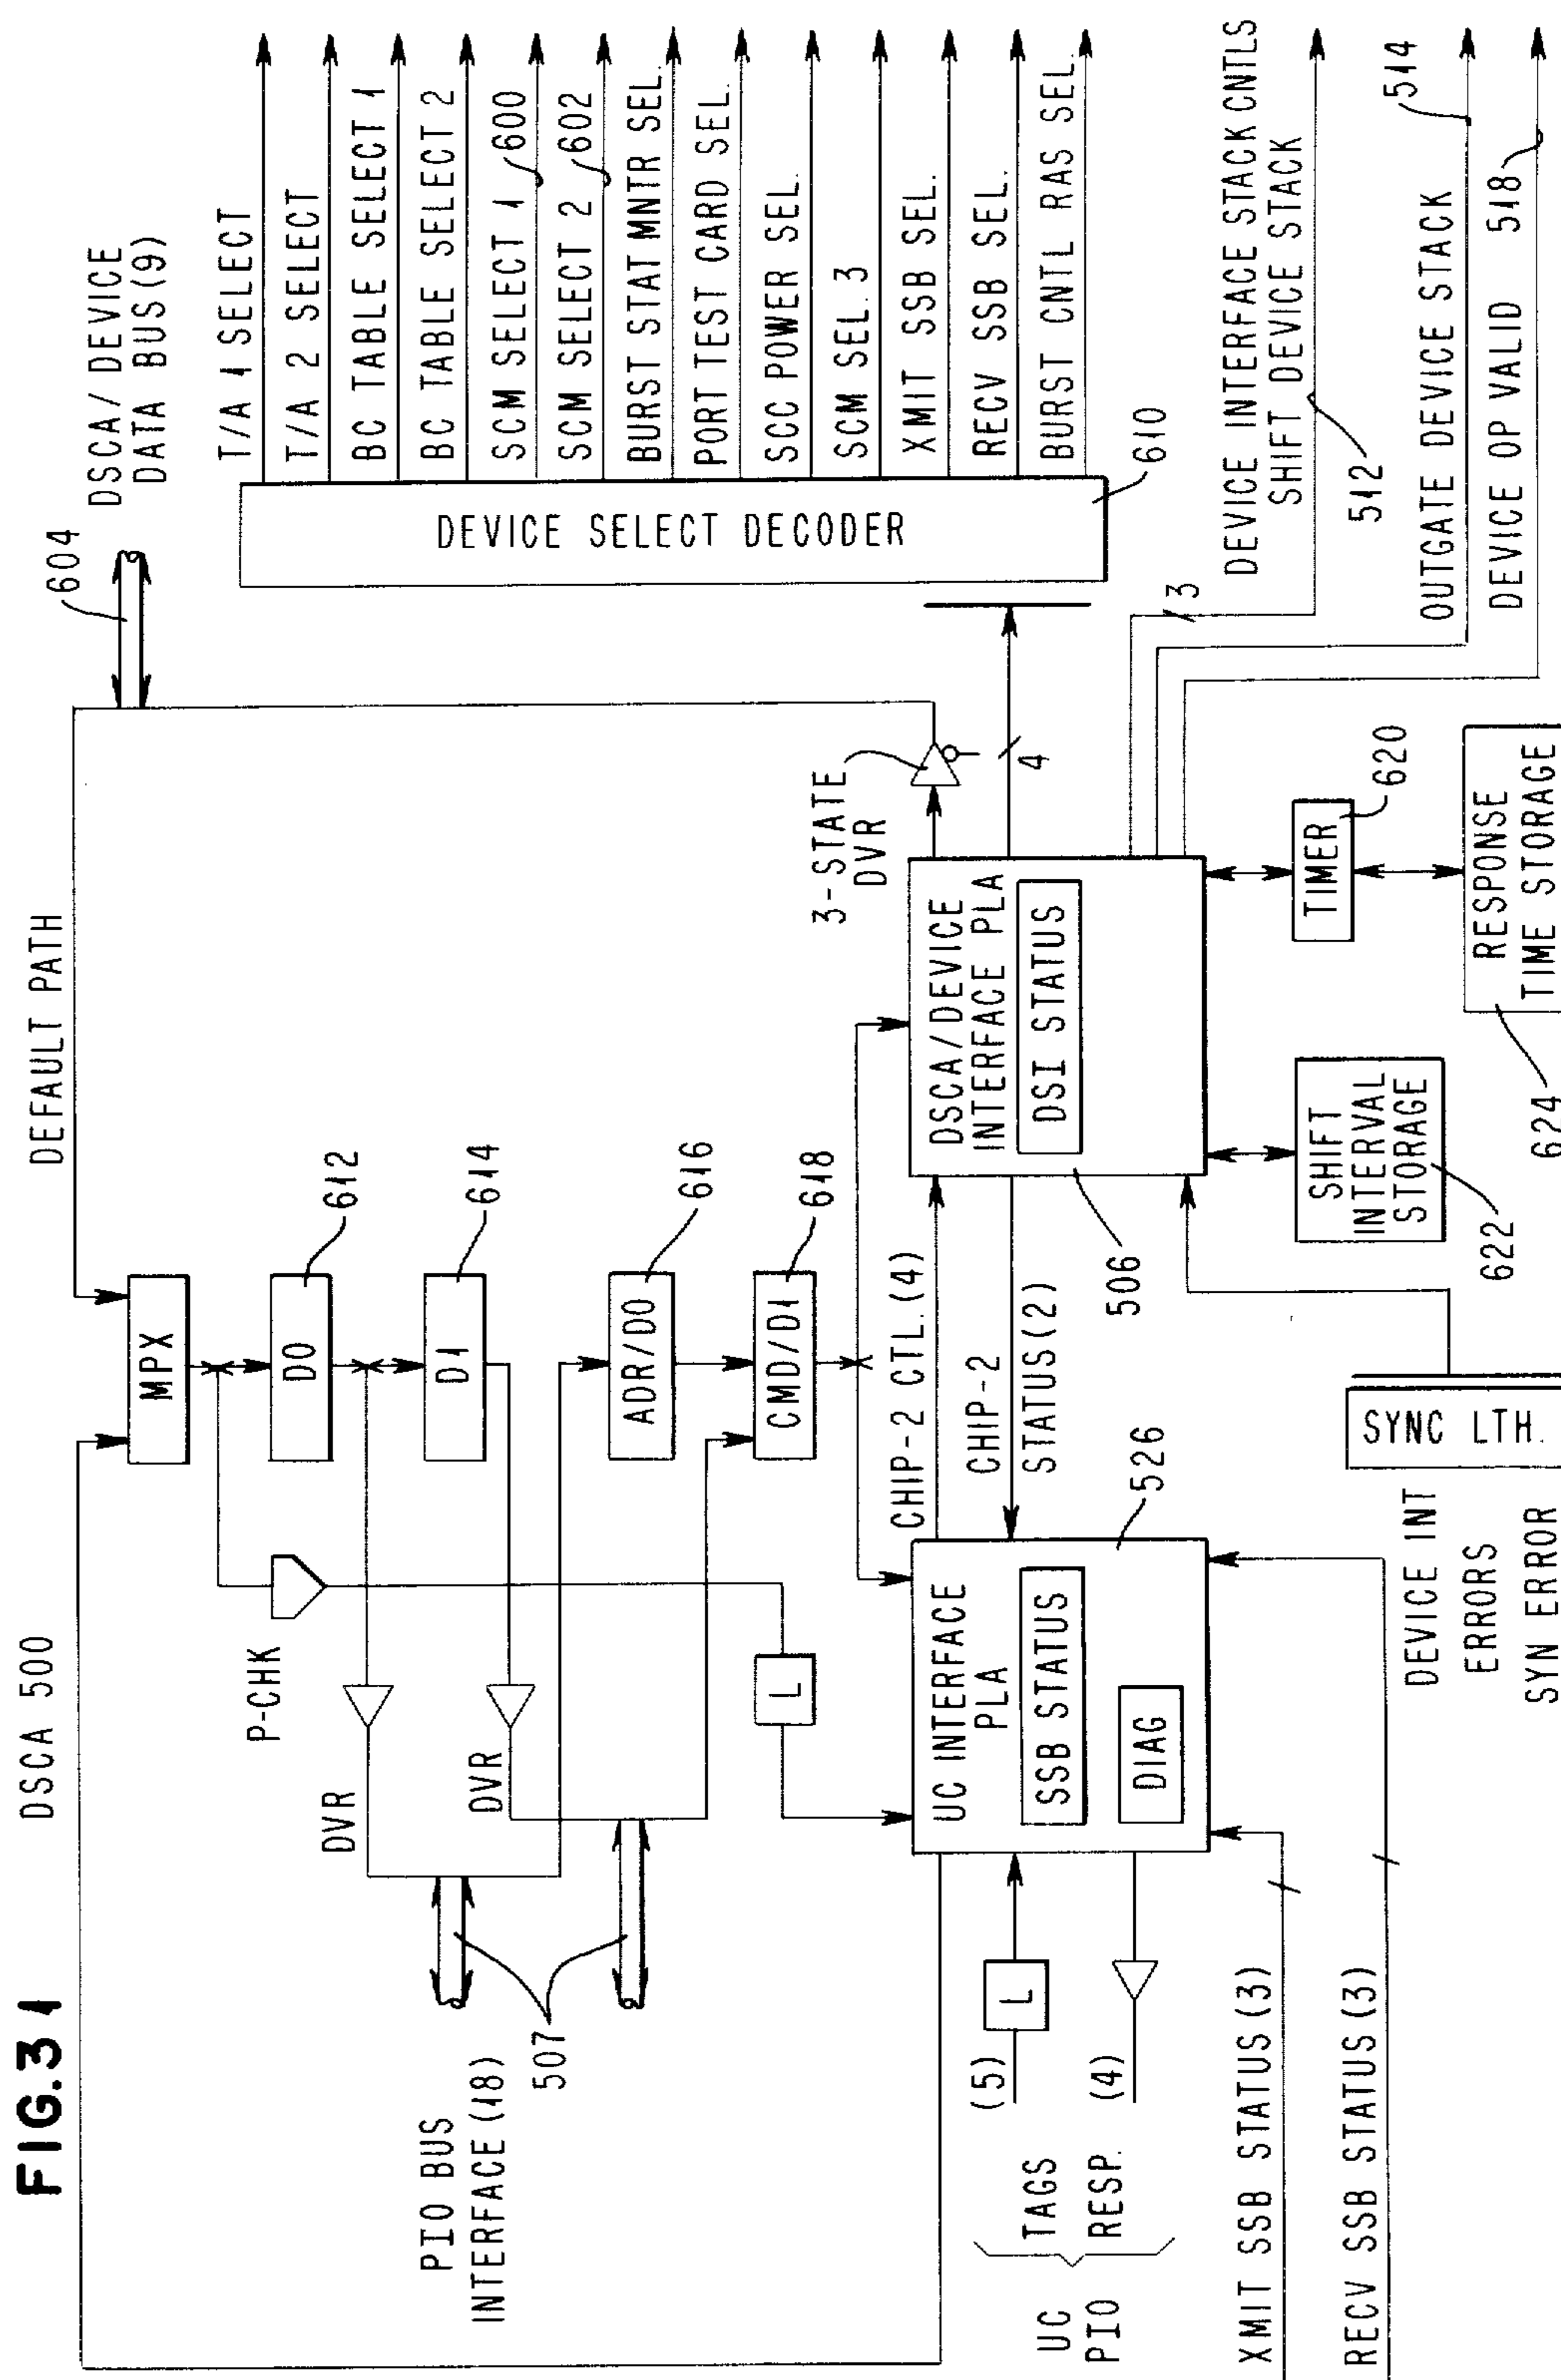 FIG.31
DSCA 500
DEFAULT PATH
604
DSCA/DEVICE
DATA BUS(9)
MPX
D0
612
D1
614
ADR/D0
616
CMD/D1
618
P-CHK
DVR
DVR
L
PIO BUS
INTERFACE (18)
507
T/A 1 SELECT
T/A 2 SELECT
BC TABLE SELECT 1
BC TABLE SELECT 2
SCM SELECT 1
600
SCM SELECT 2
602
BURST STAT MNTR SEL.
PORT TEST CARD SEL.
SCC POWER SEL.
SCM SEL. 3
XMIT SSB SEL.
RECV SSB SEL.
BURST CNTL RAS SEL.
DEVICE SELECT DECODER
610
3-STATE
DVR
4
3
DEVICE INTERFACE STACK CNTLS
SHIFT DEVICE STACK
512
OUTGATE DEVICE STACK
514
DEVICE OP VALID
518
UC INTERFACE
PLA
SSB STATUS
DIAG
526
CHIP-2 CTL.(4)
CHIP-2
STATUS(2)
DSCA/DEVICE
INTERFACE PLA
DSI STATUS
506
TIMER
620
RESPONSE
TIME STORAGE
624
SHIFT
INTERVAL
STORAGE
622
SYNC LTH.
DEVICE INT
ERRORS
SYN ERROR
(5)
L
(4)
UC
PIO
TAGS
RESP.
XMIT SSB STATUS(3)
RECV SSB STATUS(3)